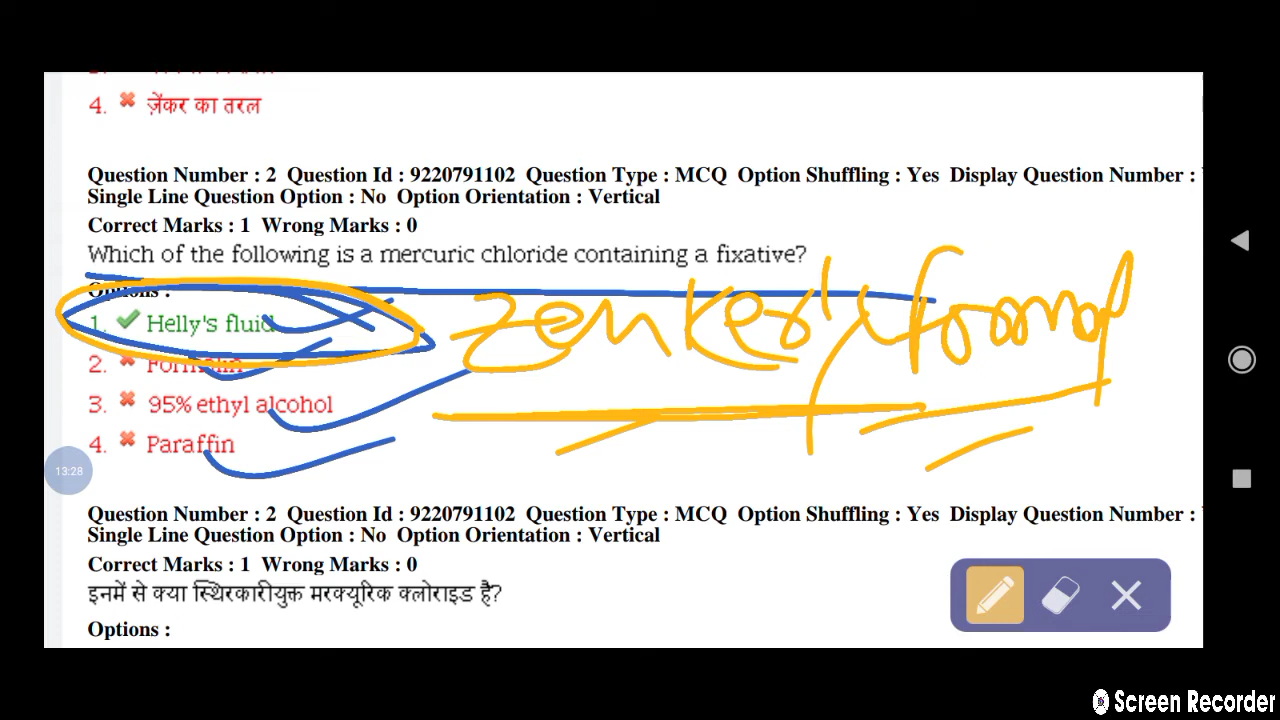 4. ज़ेंकर का तरल
Question Number : 2 Question Id : 9220791102 Question Type : MCQ Option Shuffling : Yes Display Question Number :
Single Line Question Option : No Option Orientation : Vertical
Correct Marks : 1 Wrong Marks : 0
Which of the following is a mercuric chloride containing a fixative?
Options :
1. Helly's fluid
zenker's formal
2. Formalin
3. 95% ethyl alcohol
4. Paraffin
13:28
Question Number : 2 Question Id : 9220791102 Question Type : MCQ Option Shuffling : Yes Display Question Number :
Single Line Question Option : No Option Orientation : Vertical
Correct Marks : 1 Wrong Marks : 0
इनमें से क्या स्थिरकारीयुक्त मरक्यूरिक क्लोराइड है?
Options :
Screen Recorder